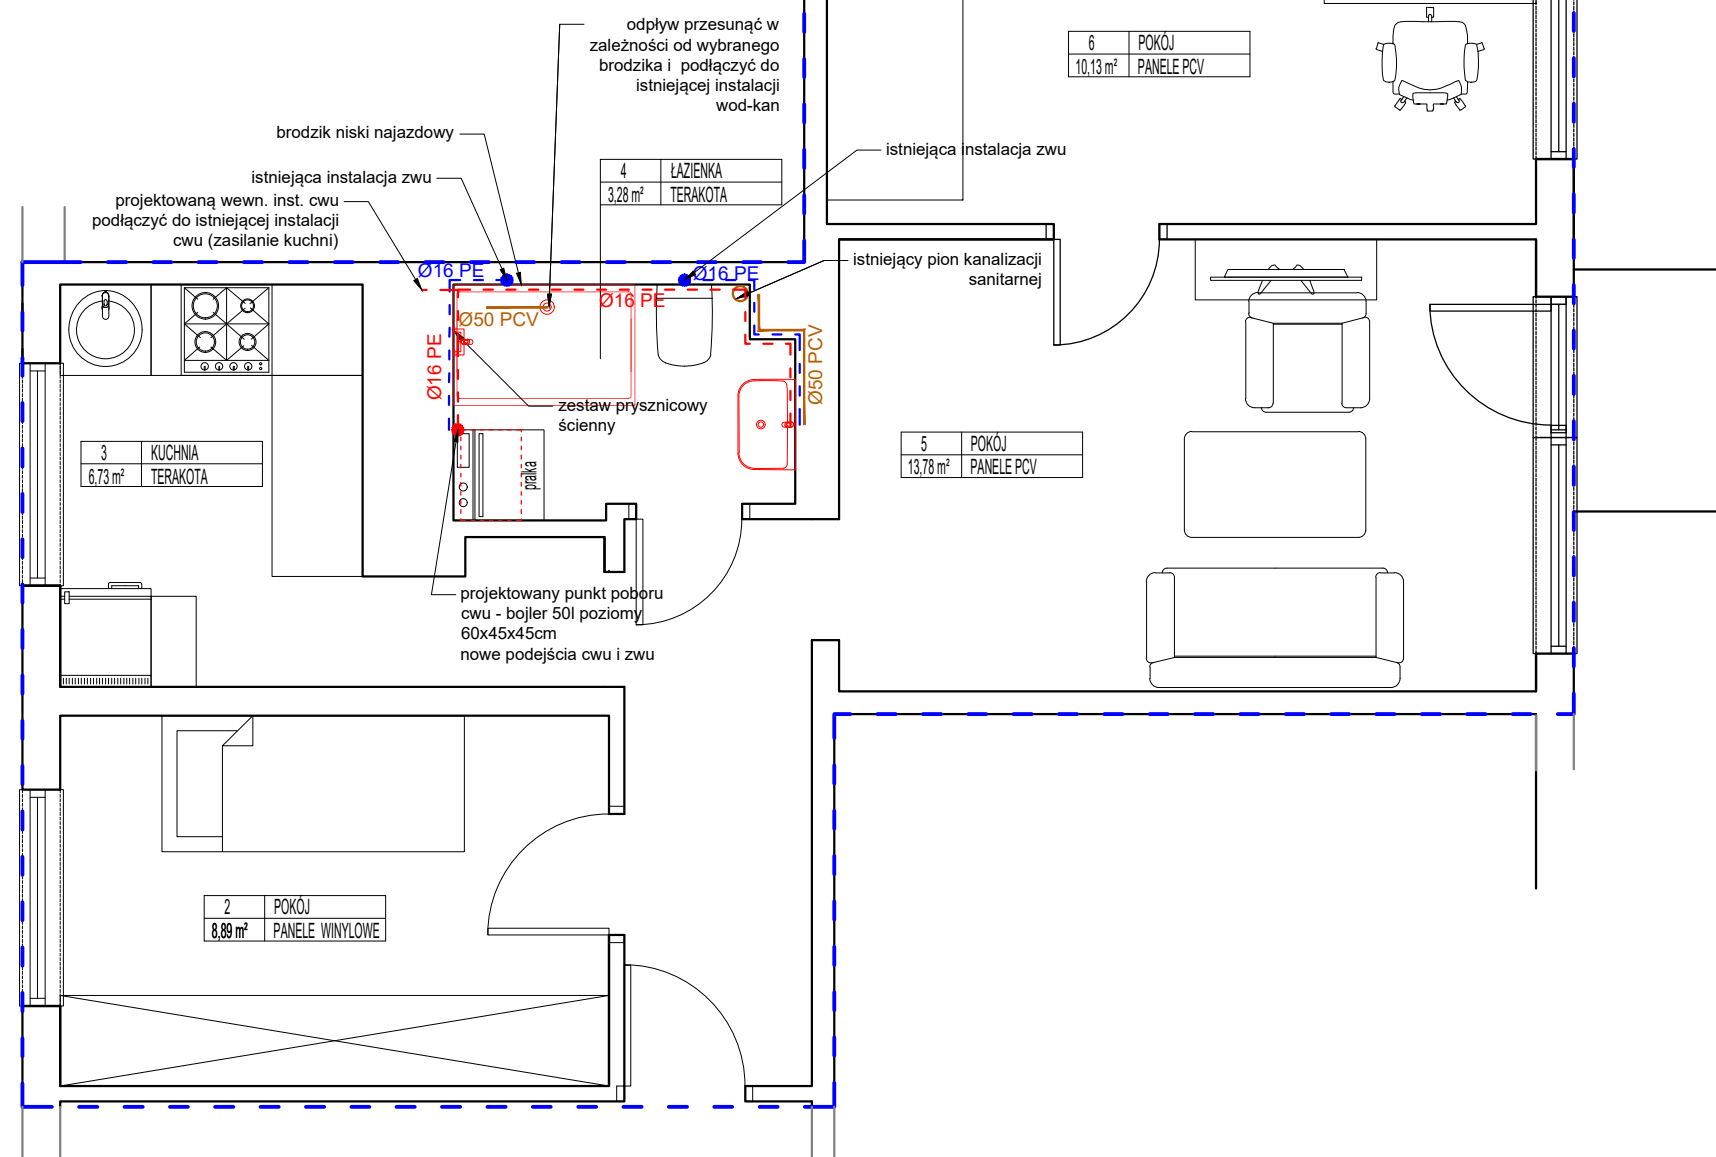 odpływ przesunąć w
zależności od wybranego
brodzika i podłączyć do
istniejącej instalacji
wod-kan
6 POKÓJ
10,13 m² PANELE PCV
brodzik niski najazdowy
istniejąca instalacja zwu
istniejąca instalacja zwu
4 ŁAZIENKA
3,28 m² TERAKOTA
projektowaną wewn. inst. cwu
podłączyć do istniejącej instalacji
cwu (zasilanie kuchni)
istniejący pion kanalizacji
sanitarnej
Ø16 PE
Ø16 PE
Ø16 PE
Ø50 PCV
Ø16 PE
Ø50 PCV
zestaw prysznicowy
ścienny
pralka
3 KUCHNIA
6,73 m² TERAKOTA
5 POKÓJ
13,78 m² PANELE PCV
projektowany punkt poboru
cwu - bojler 50l poziomy
60x45x45cm
nowe podejścia cwu i zwu
2 POKÓJ
8,89 m² PANELE WINYLOWE